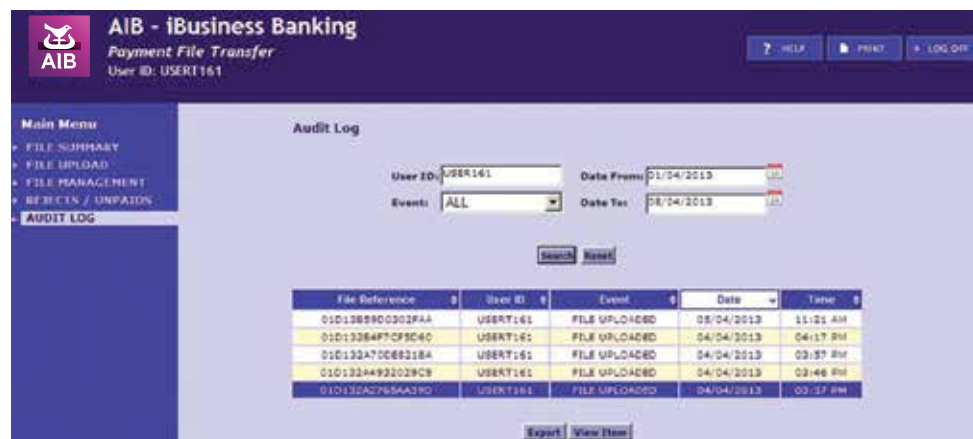 AIB - iBusiness Banking
Payment File Transfer
User ID: USERT161
AIB
? HELP PRINT LOG OFF
Main Menu
FILE SUMMARY
FILE UPLOAD
FILE MANAGEMENT
REJECTS / UNPAIDS
AUDIT LOG
Audit Log
User ID: USER161 Date From: 01/04/2013
Event: ALL Date To: 08/04/2013
Search Reset
File Reference User ID Event Date Time
USERT161 FILE UPLOADED 05/04/2013 11:21 AM
USERT161 FILE UPLOADED 04/04/2013 04:17 PM
USERT161 FILE UPLOADED 04/04/2013 03:57 PM
USERT161 FILE UPLOADED 04/04/2013 03:46 PM
USERT161 FILE UPLOADED 04/04/2013 03:37 PM
Export View Item